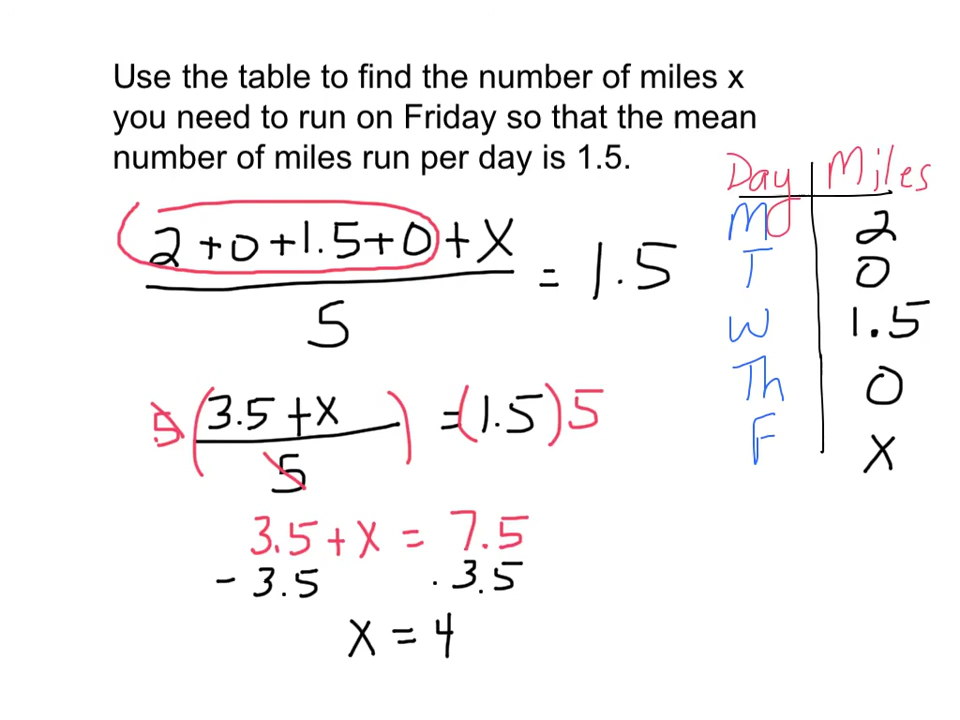 Use the table to find the number of miles x
you need to run on Friday so that the mean
number of miles run per day is 1.5.
Day Miles
M 2
T 0
W 1.5
Th 0
F x
2+0+1.5+0+x
5
= 1.5
5(3.5+x) =(1.5)5
5
3.5+x = 7.5
-3.5 .3.5
x = 4